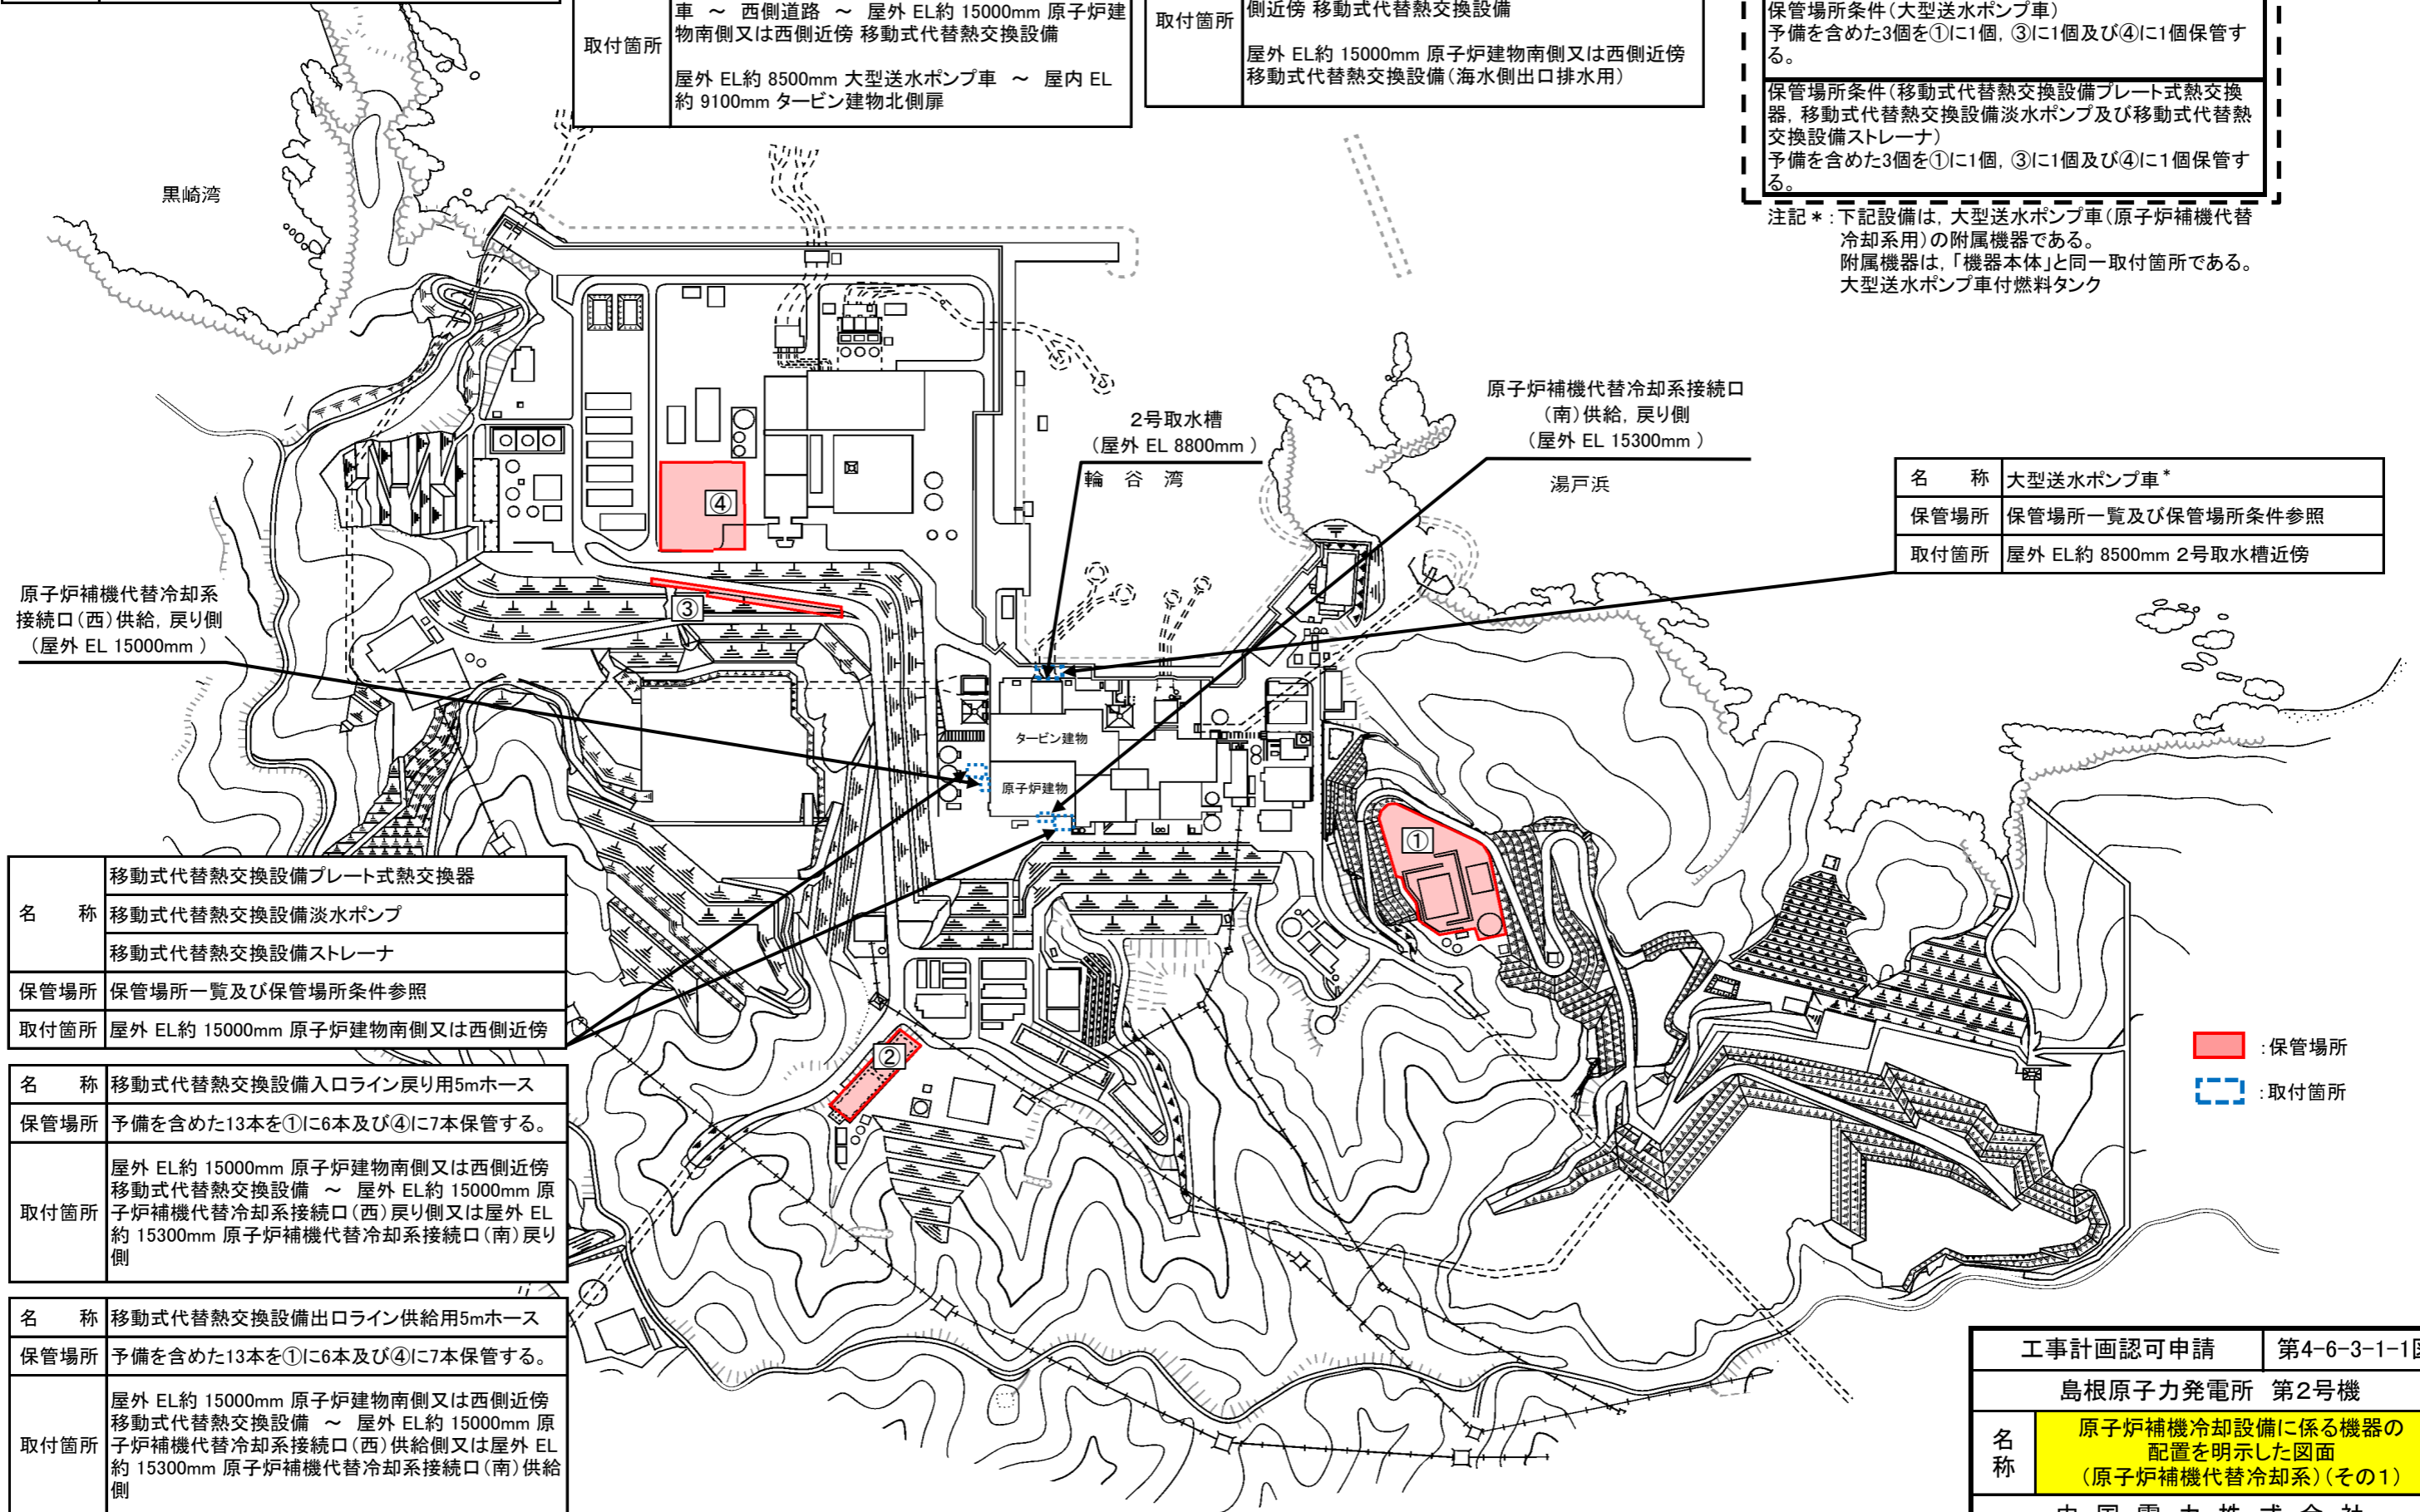 取付箇所
車 ～ 西側道路 ～ 屋外 EL約 15000mm 原子炉建
物南側又は西側近傍 移動式代替熱交換設備
屋外 EL約 8500mm 大型送水ポンプ車 ～ 屋内 EL
約 9100mm タービン建物北側扉
取付箇所
側近傍 移動式代替熱交換設備
屋外 EL約 15000mm 原子炉建物南側又は西側近傍
移動式代替熱交換設備(海水側出口排水用)
保管場所条件(大型送水ポンプ車)
予備を含めた3個を①に1個, ③に1個及び④に1個保管す
る。
保管場所条件(移動式代替熱交換設備プレート式熱交換
器, 移動式代替熱交換設備淡水ポンプ及び移動式代替熱
交換設備ストレーナ)
予備を含めた3個を①に1個, ③に1個及び④に1個保管す
る。
注記＊：下記設備は, 大型送水ポンプ車(原子炉補機代替
冷却系用)の附属機器である。
附属機器は,「機器本体」と同一取付箇所である。
大型送水ポンプ車付燃料タンク
黒崎湾
2号取水槽
(屋外 EL 8800mm )
輪 谷 湾
原子炉補機代替冷却系接続口
(南)供給, 戻り側
(屋外 EL 15300mm )
湯戸浜
名 称 大型送水ポンプ車*
保管場所 保管場所一覧及び保管場所条件参照
取付箇所 屋外 EL約 8500mm 2号取水槽近傍
原子炉補機代替冷却系
接続口(西)供給, 戻り側
(屋外 EL 15000mm )
④
③
タービン建物
原子炉建物
①
②
名 称
移動式代替熱交換設備プレート式熱交換器
移動式代替熱交換設備淡水ポンプ
移動式代替熱交換設備ストレーナ
保管場所 保管場所一覧及び保管場所条件参照
取付箇所 屋外 EL約 15000mm 原子炉建物南側又は西側近傍
名 称 移動式代替熱交換設備入口ライン戻り用5mホース
保管場所 予備を含めた13本を①に6本及び④に7本保管する。
取付箇所
屋外 EL約 15000mm 原子炉建物南側又は西側近傍
移動式代替熱交換設備 ～ 屋外 EL約 15000mm 原
子炉補機代替冷却系接続口(西)戻り側又は屋外 EL
約 15300mm 原子炉補機代替冷却系接続口(南)戻り
側
名 称 移動式代替熱交換設備出口ライン供給用5mホース
保管場所 予備を含めた13本を①に6本及び④に7本保管する。
取付箇所
屋外 EL約 15000mm 原子炉建物南側又は西側近傍
移動式代替熱交換設備 ～ 屋外 EL約 15000mm 原
子炉補機代替冷却系接続口(西)供給側又は屋外 EL
約 15300mm 原子炉補機代替冷却系接続口(南)供給
側
:保管場所
:取付箇所
工事計画認可申請 第4-6-3-1-1図
島根原子力発電所 第2号機
名称
原子炉補機冷却設備に係る機器の
配置を明示した図面
(原子炉補機代替冷却系)(その1)
中国電力株式会社